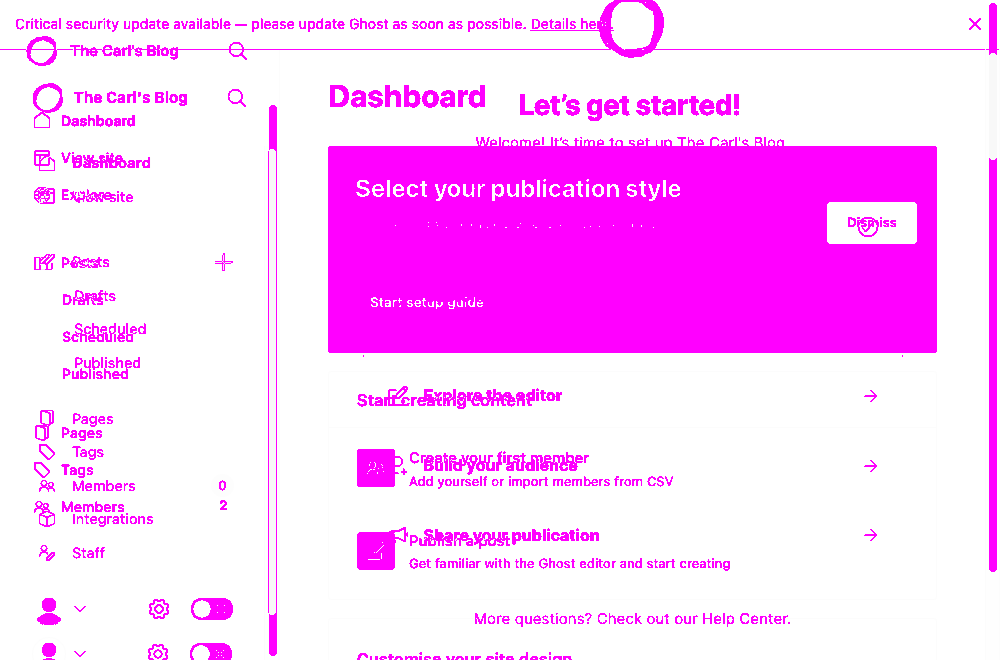 Critical security update available — please update Ghost as soon as possible. Details here
The Carl's Blog
The Carl's Blog
Dashboard
View site
Dashboard
Explore
View site
Posts
Posts
Drafts
Drafts
Scheduled
Scheduled
Published
Published
Pages
Pages
Tags
Tags
Members 0
Members 2
Integrations
Staff
Dashboard
Let's get started!
Welcome! It's time to set up The Carl's Blog
Select your publication style
Dismiss
Start setup guide
Explore the editor
Start creating content
Create your first member
Build your audience
Add yourself or import members from CSV
Share your publication
Publish a post
Get familiar with the Ghost editor and start creating
More questions? Check out our Help Center.
Customise your site design